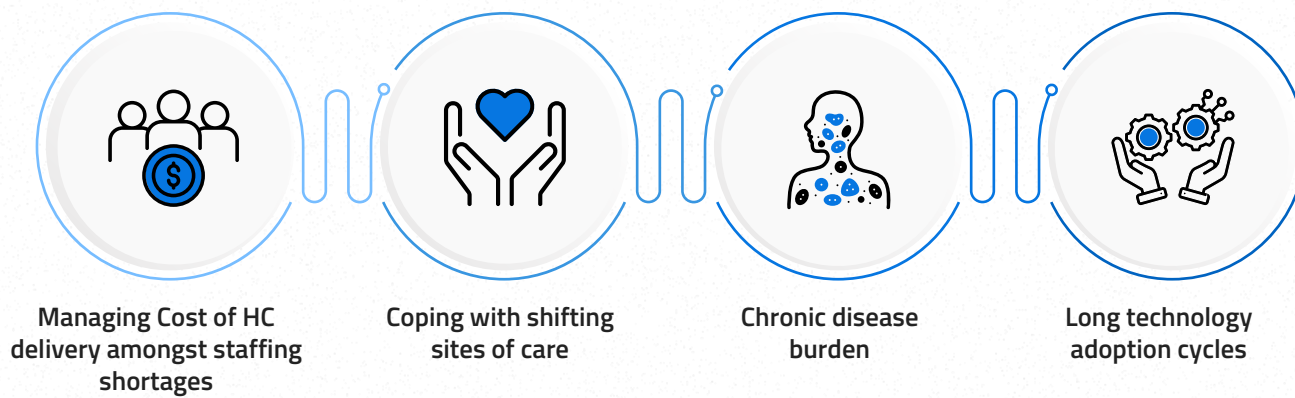 $
Managing Cost of HC
delivery amongst staffing
shortages
Coping with shifting
sites of care
Chronic disease
burden
Long technology
adoption cycles